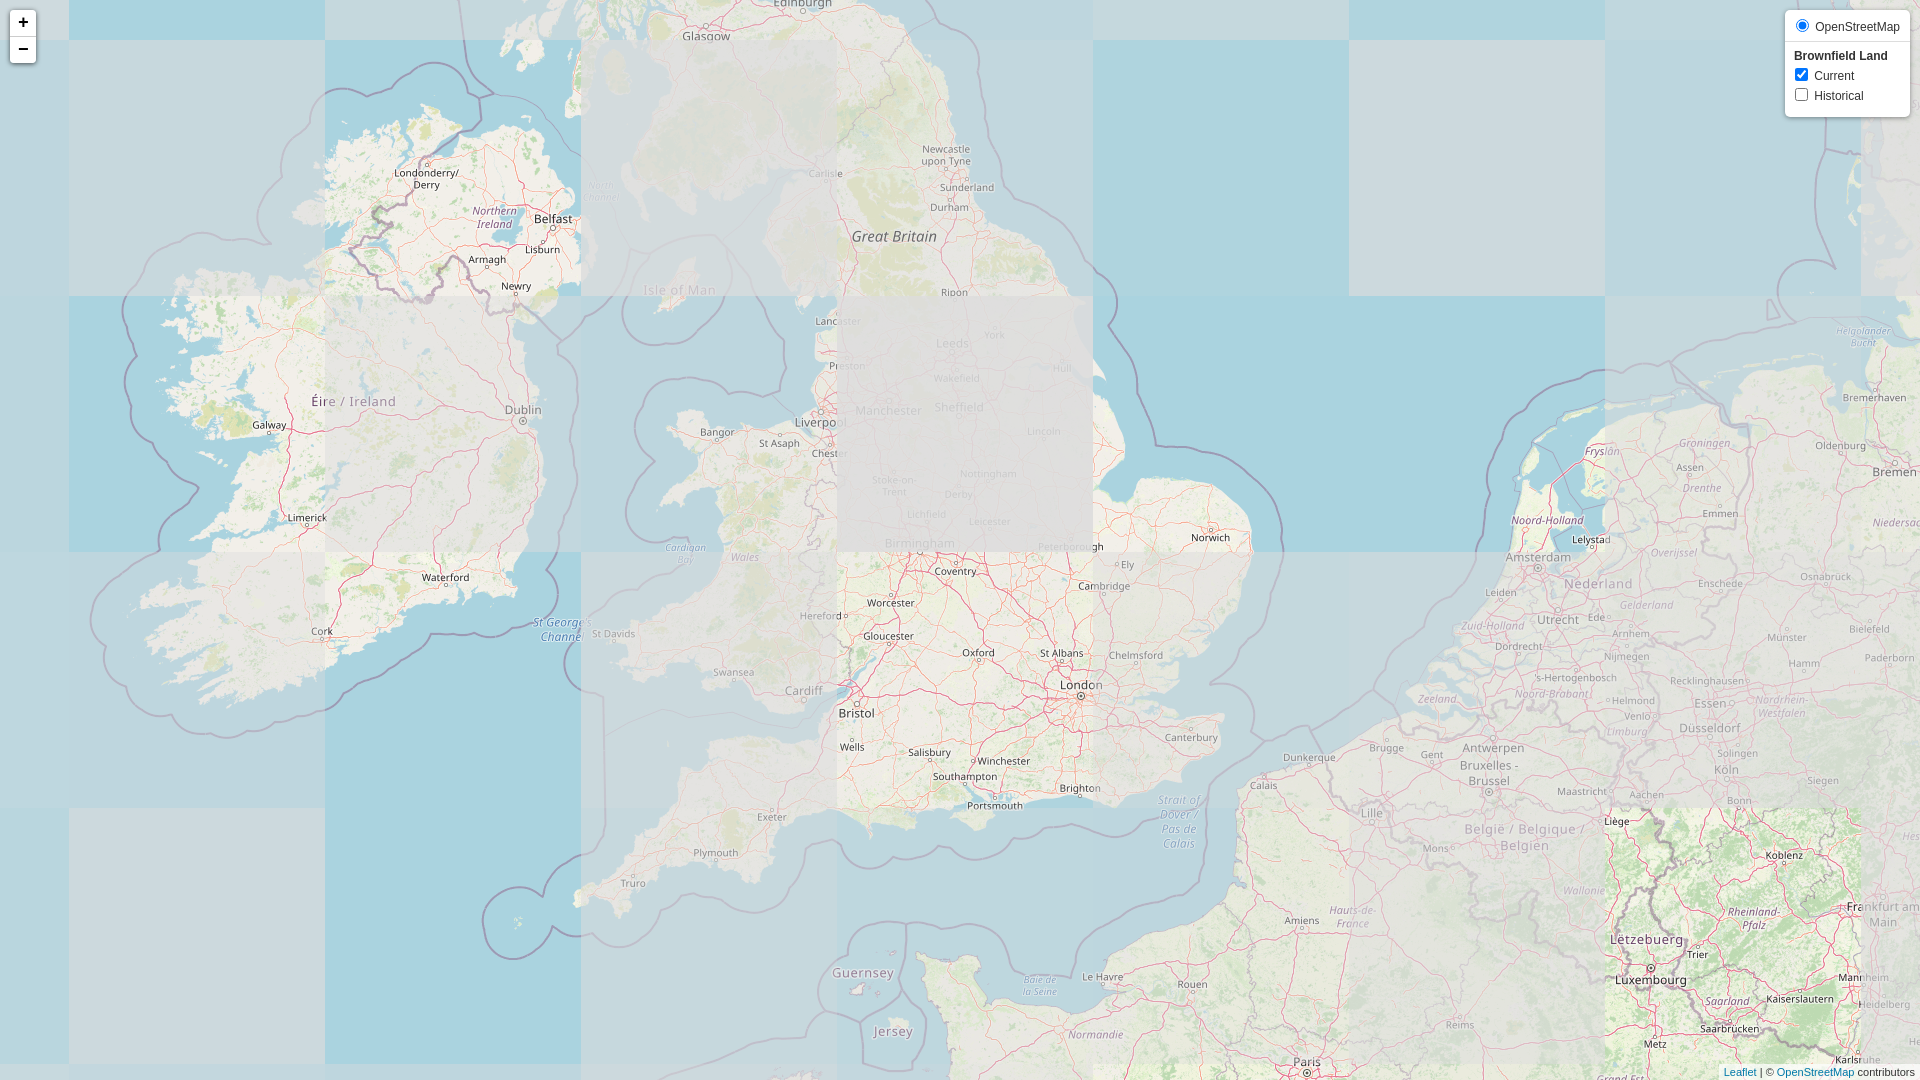 +
−
OpenStreetMap
Brownfield Land
Current
Historical
Edinburgh
Glasgow
Londonderry/
Derry
Northern
Ireland
Belfast
Lisburn
Armagh
Newry
Carlisle
Newcastle
upon Tyne
Sunderland
Durham
Great Britain
Isle of Man
Ripon
Lancaster
York
Leeds
Preston
Hull
Wakefield
Manchester
Sheffield
Liverpool
Lincoln
Bangor
St Asaph
Chester
Nottingham
Stoke-on-
Trent
Derby
Lichfield
Leicester
Birmingham
Peterborough
Norwich
Éire / Ireland
Dublin
Galway
Limerick
Waterford
Cork
St George's
Channel
Cardigan
Bay
Wales
Coventry
Ely
Cambridge
Worcester
Hereford
Gloucester
St Davids
Oxford
St Albans
Chelmsford
Swansea
Cardiff
London
Bristol
Wells
Salisbury
Winchester
Canterbury
Southampton
Portsmouth
Brighton
Exeter
Plymouth
Truro
Strait of
Dover /
Pas de
Calais
Guernsey
Jersey
Baie de
la Seine
Le Havre
Rouen
Normandie
Paris
Amiens
Hauts-de-
France
Reims
Grand Est
Metz
Dunkerque
Calais
Lille
Brugge
Gent
Antwerpen
Bruxelles -
Brussel
België / Belgique /
Belgien
Mons
Wallonie
Liège
Maastricht
Aachen
Zeeland
Noord-Brabant
's-Hertogenbosch
Helmond
Venlo
Limburg
Zuid-Holland
Dordrecht
Leiden
Utrecht
Ede
Arnhem
Nijmegen
Gelderland
Nederland
Amsterdam
Lelystad
Noord-Holland
Fryslân
Groningen
Assen
Drenthe
Emmen
Overijssel
Enschede
Osnabrück
Münster
Bielefeld
Hamm
Paderborn
Recklinghausen
Essen
Nordrhein-
Westfalen
Düsseldorf
Solingen
Köln
Siegen
Bonn
Koblenz
Rheinland-
Pfalz
Lëtzebuerg
Luxembourg
Trier
Saarland
Saarbrücken
Kaiserslautern
Mannheim
Heidelberg
Karlsruhe
Frankfurt am
Main
Helgoländer
Bucht
Bremerhaven
Oldenburg
Bremen
Leaflet | © OpenStreetMap contributors